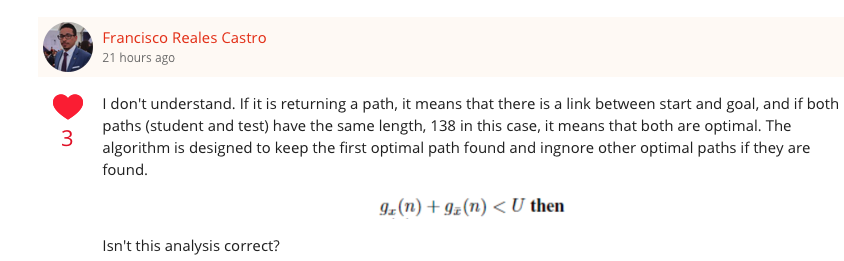 Francisco Reales Castro
21 hours ago
I don't understand. If it is returning a path, it means that there is a link between start and goal, and if both
3
paths (student and test) have the same length, 138 in this case, it means that both are optimal. The
algorithm is designed to keep the first optimal path found and ingnore other optimal paths if they are
found.
gₓ(n) + gₓ̄(n) < U then
Isn't this analysis correct?